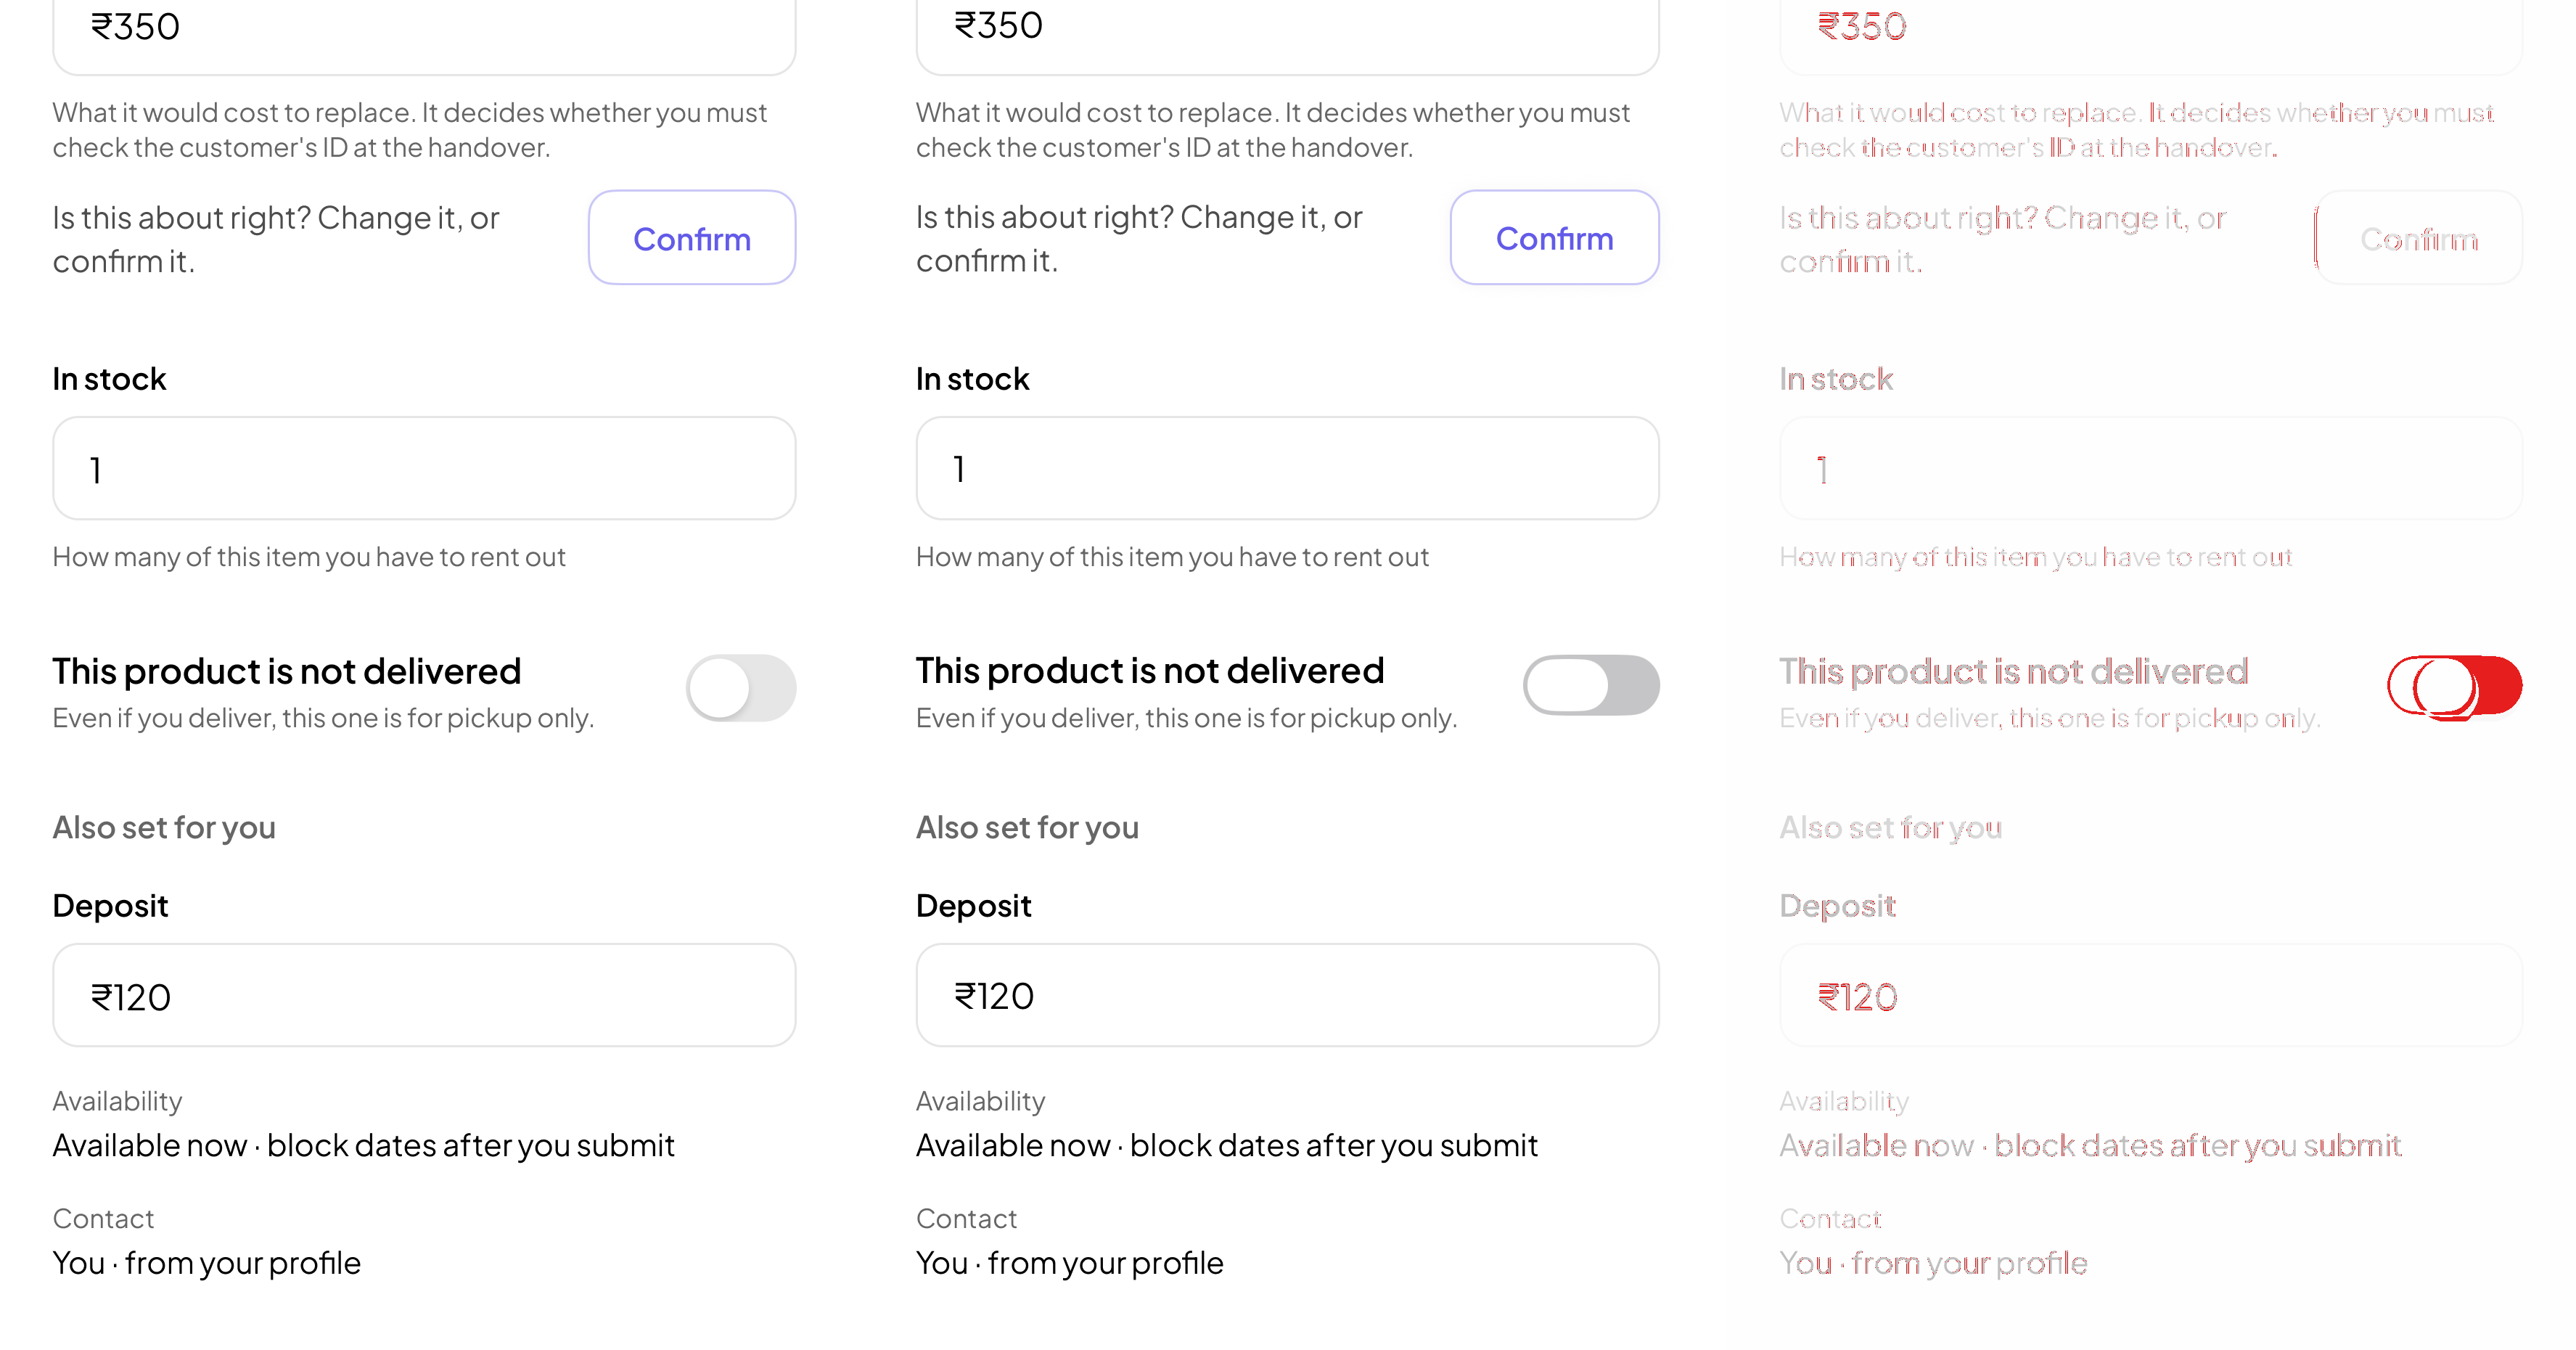 ₹350
What it would cost to replace. It decides whether you must
check the customer's ID at the handover.
Is this about right? Change it, or
confirm it.
Confirm
In stock
1
How many of this item you have to rent out
This product is not delivered
Even if you deliver, this one is for pickup only.
Also set for you
Deposit
₹120
Availability
Available now · block dates after you submit
Contact
You · from your profile
₹350
What it would cost to replace. It decides whether you must
check the customer's ID at the handover.
Is this about right? Change it, or
confirm it.
Confirm
In stock
1
How many of this item you have to rent out
This product is not delivered
Even if you deliver, this one is for pickup only.
Also set for you
Deposit
₹120
Availability
Available now · block dates after you submit
Contact
You · from your profile
₹350
What it would cost to replace. It decides whether you must
check the customer's ID at the handover.
Is this about right? Change it, or
confirm it.
Confirm
In stock
1
How many of this item you have to rent out
This product is not delivered
Even if you deliver, this one is for pickup only.
Also set for you
Deposit
₹120
Availability
Available now · block dates after you submit
Contact
You · from your profile